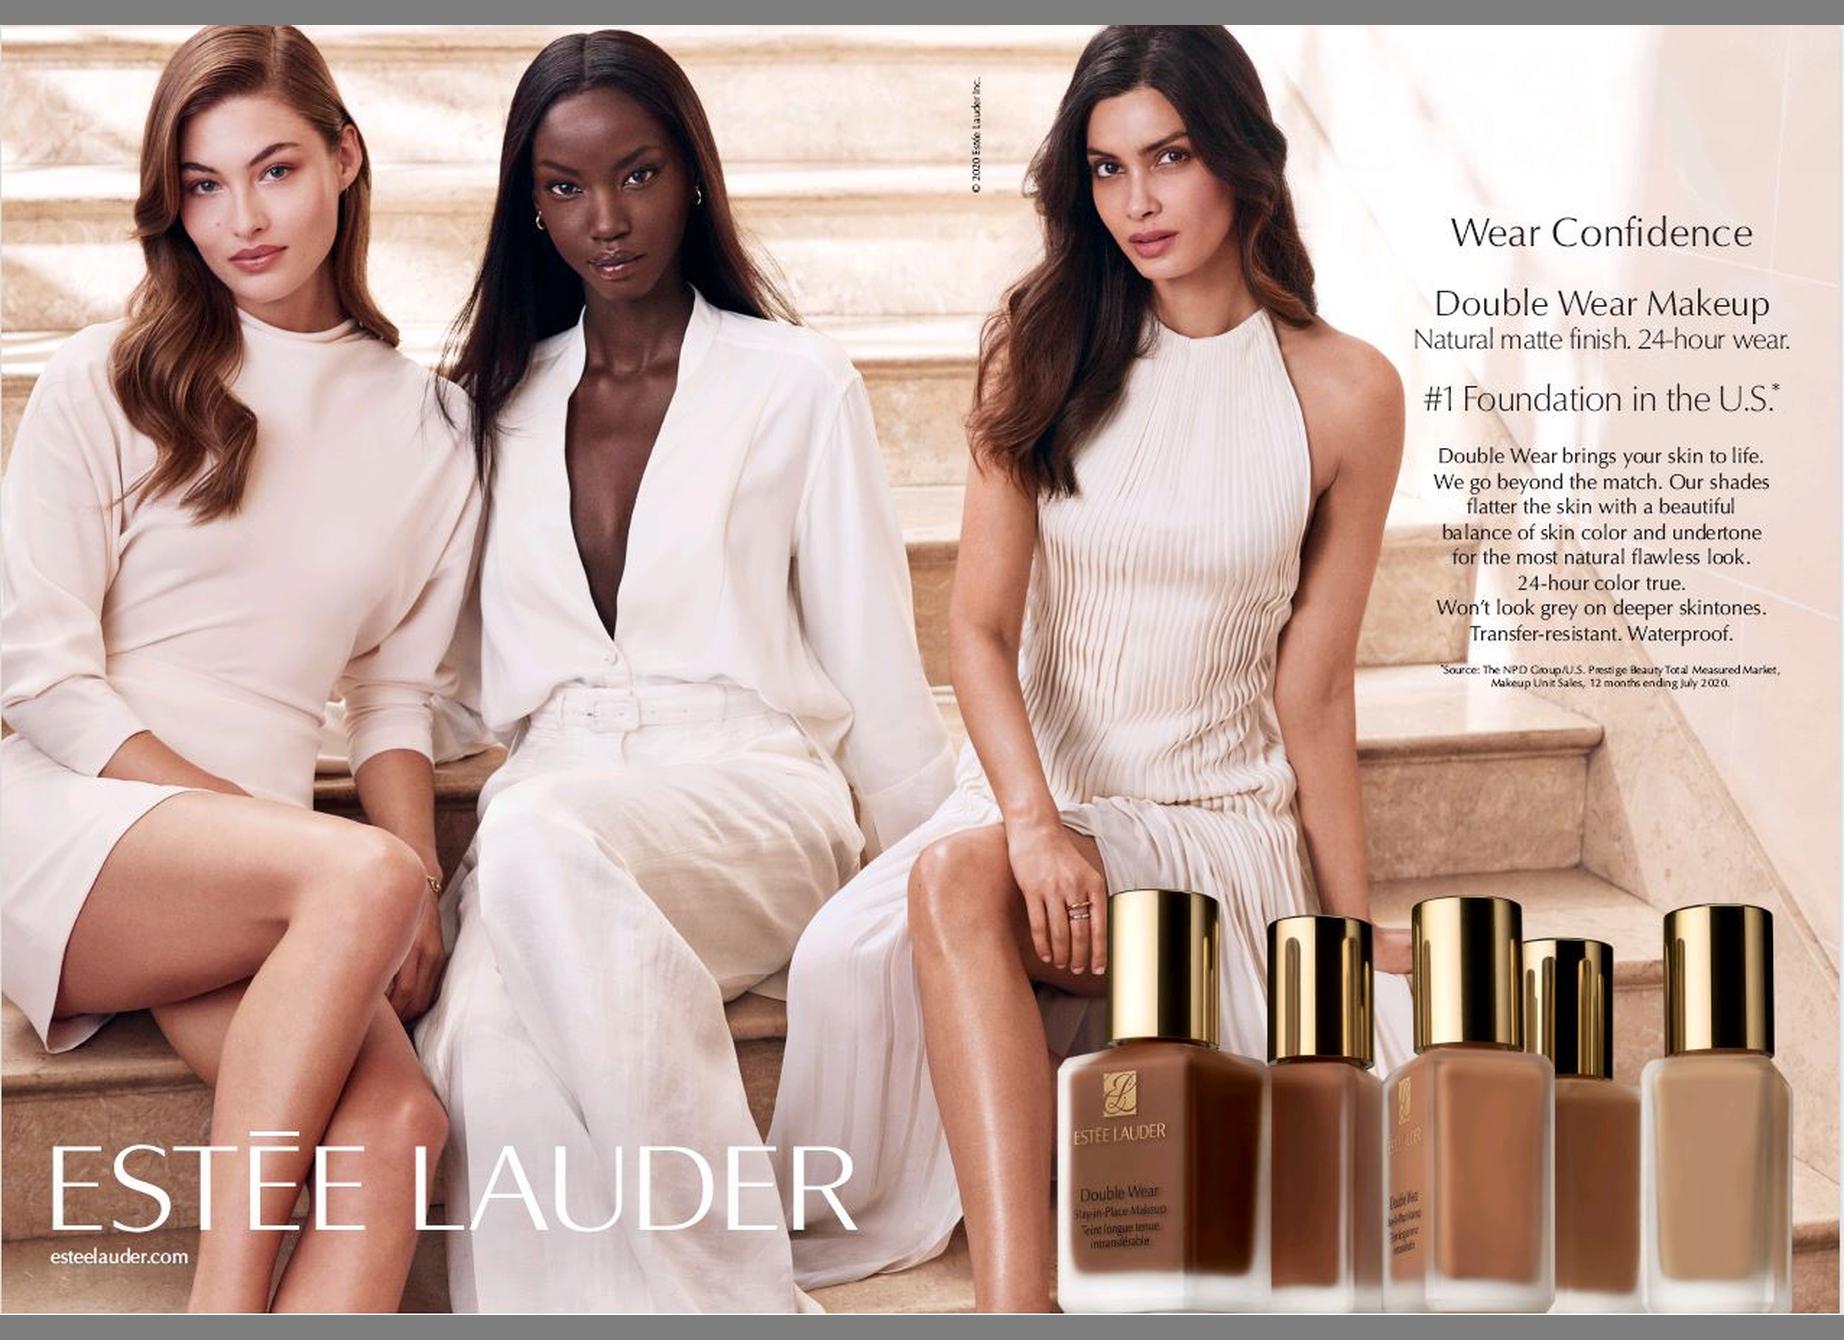 © 2020 Estée Lauder Inc.
Wear Confidence
Double Wear Makeup
Natural matte finish. 24-hour wear.
#1 Foundation in the U.S.*
Double Wear brings your skin to life.
We go beyond the match. Our shades
flatter the skin with a beautiful
balance of skin color and undertone
for the most natural flawless look.
24-hour color true.
Won't look grey on deeper skintones.
Transfer-resistant. Waterproof.
*Source: The NPD Group/U.S. Prestige Beauty Total Measured Market,
Makeup Unit Sales, 12 months ending July 2020.
ESTĒE LAUDER
esteelauder.com
ESTĒE LAUDER
Double Wear
Stay-in-Place Makeup
Teint longue tenue
intransférable
Double Wear